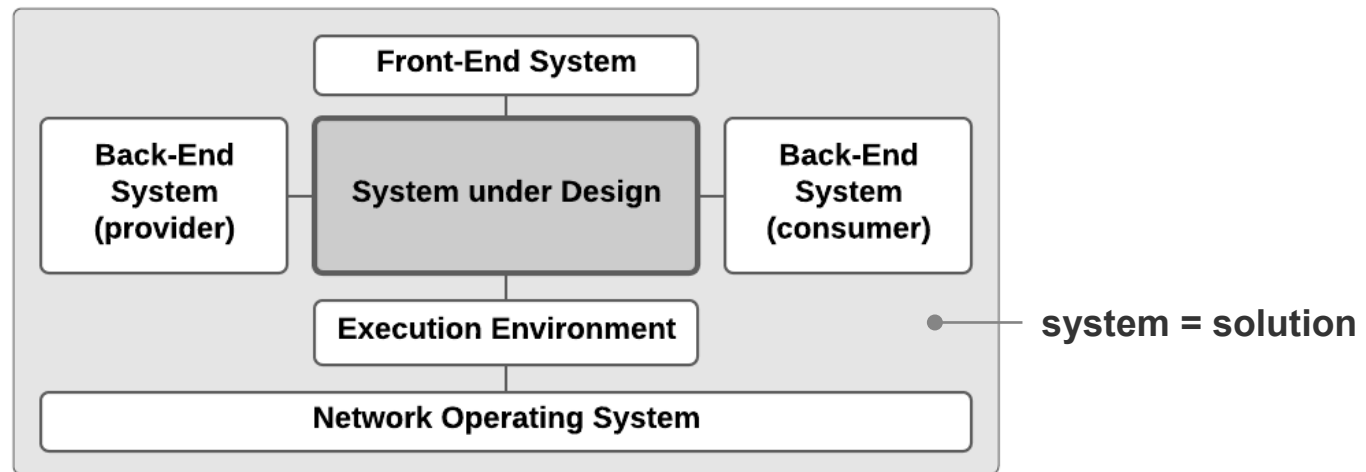 Front-End System
Back-End
System
(provider)
System under Design
Back-End
System
(consumer)
Execution Environment
system = solution
Network Operating System